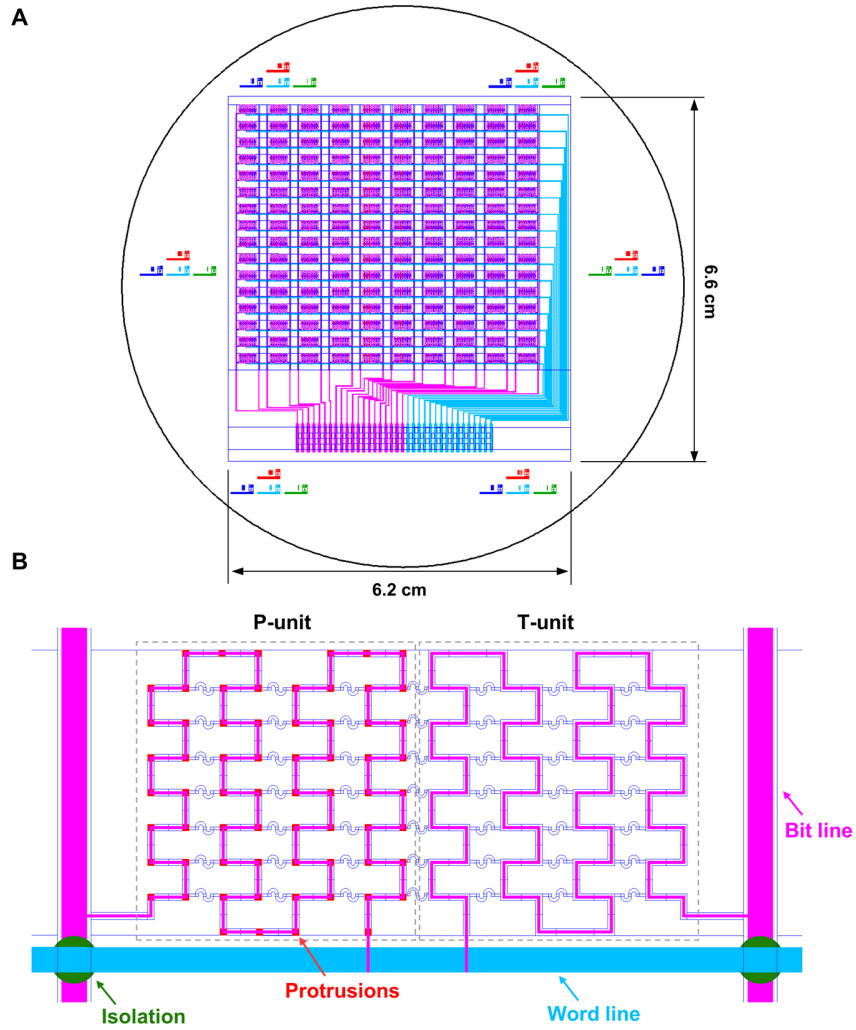 A
6.6 cm
6.2 cm
B
P-unit
T-unit
Bit line
Protrusions
Word line
Isolation